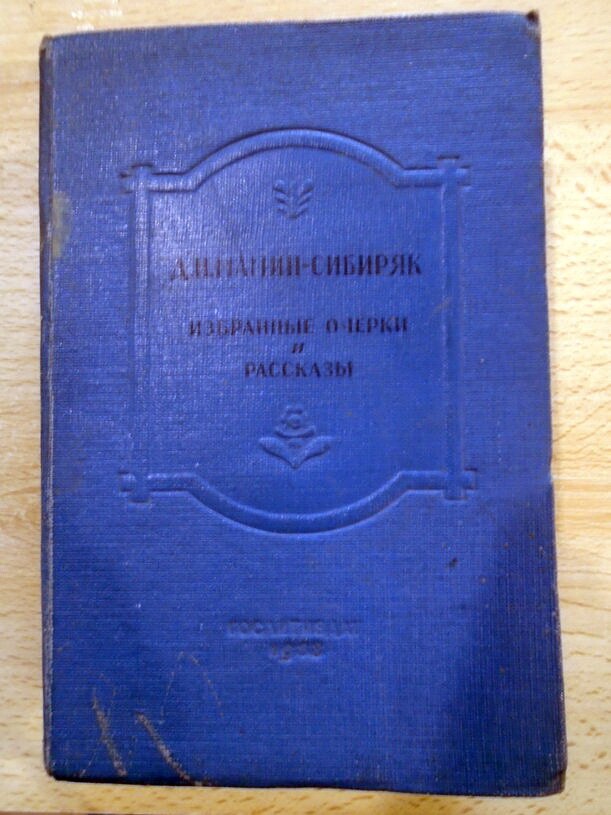 Д.Н.МАМИН-СИБИРЯК
ИЗБРАННЫЕ ОЧЕРКИ
И
РАССКАЗЫ
ГОСЛИТИЗДАТ